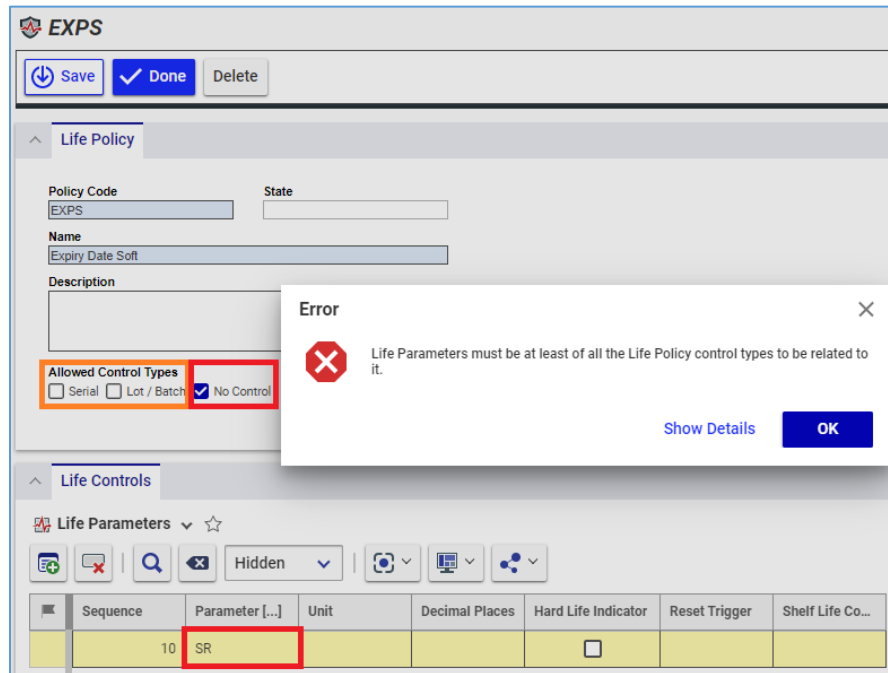 EXPS
Save Done Delete
Life Policy
Policy Code State
EXPS
Name
Expiry Date Soft
Description
Error
Life Parameters must be at least of all the Life Policy control types to be related to
it.
Show Details OK
Allowed Control Types
Serial Lot / Batch No Control
Life Controls
Life Parameters
Hidden
Sequence Parameter [...] Unit Decimal Places Hard Life Indicator Reset Trigger Shelf Life Co...
10 SR